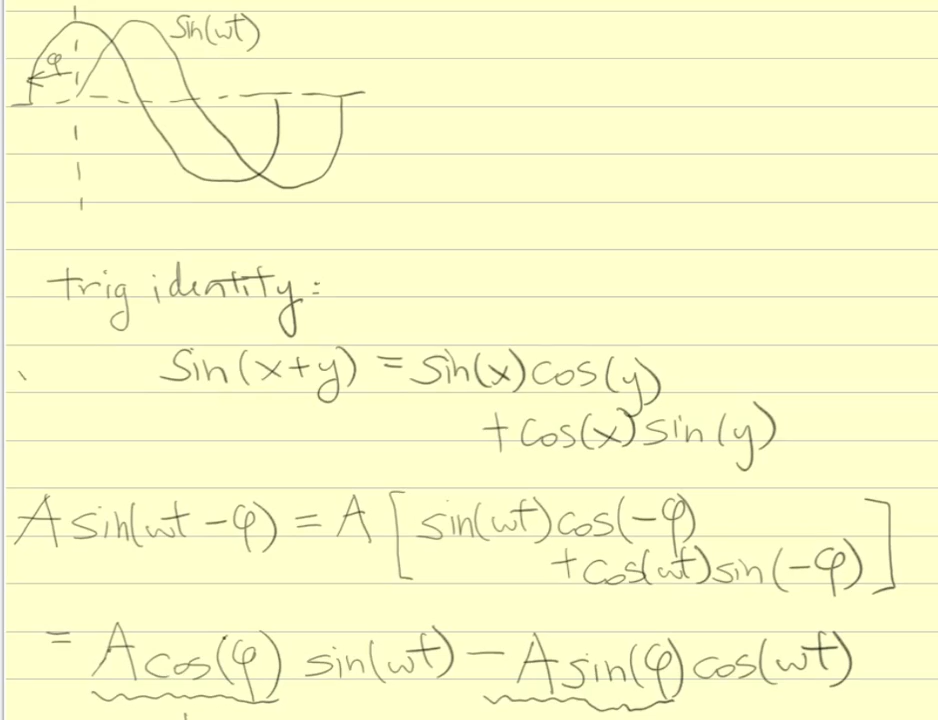 sin(ωt)
φ
trig identity:
sin(x+y) = sin(x)cos(y)
+cos(x)sin(y)
A sin(ωt - φ) = A [ sin(ωt)cos(-φ)
+cos(ωt)sin(-φ) ]
= A cos(φ) sin(ωt) - A sin(φ) cos(ωt)